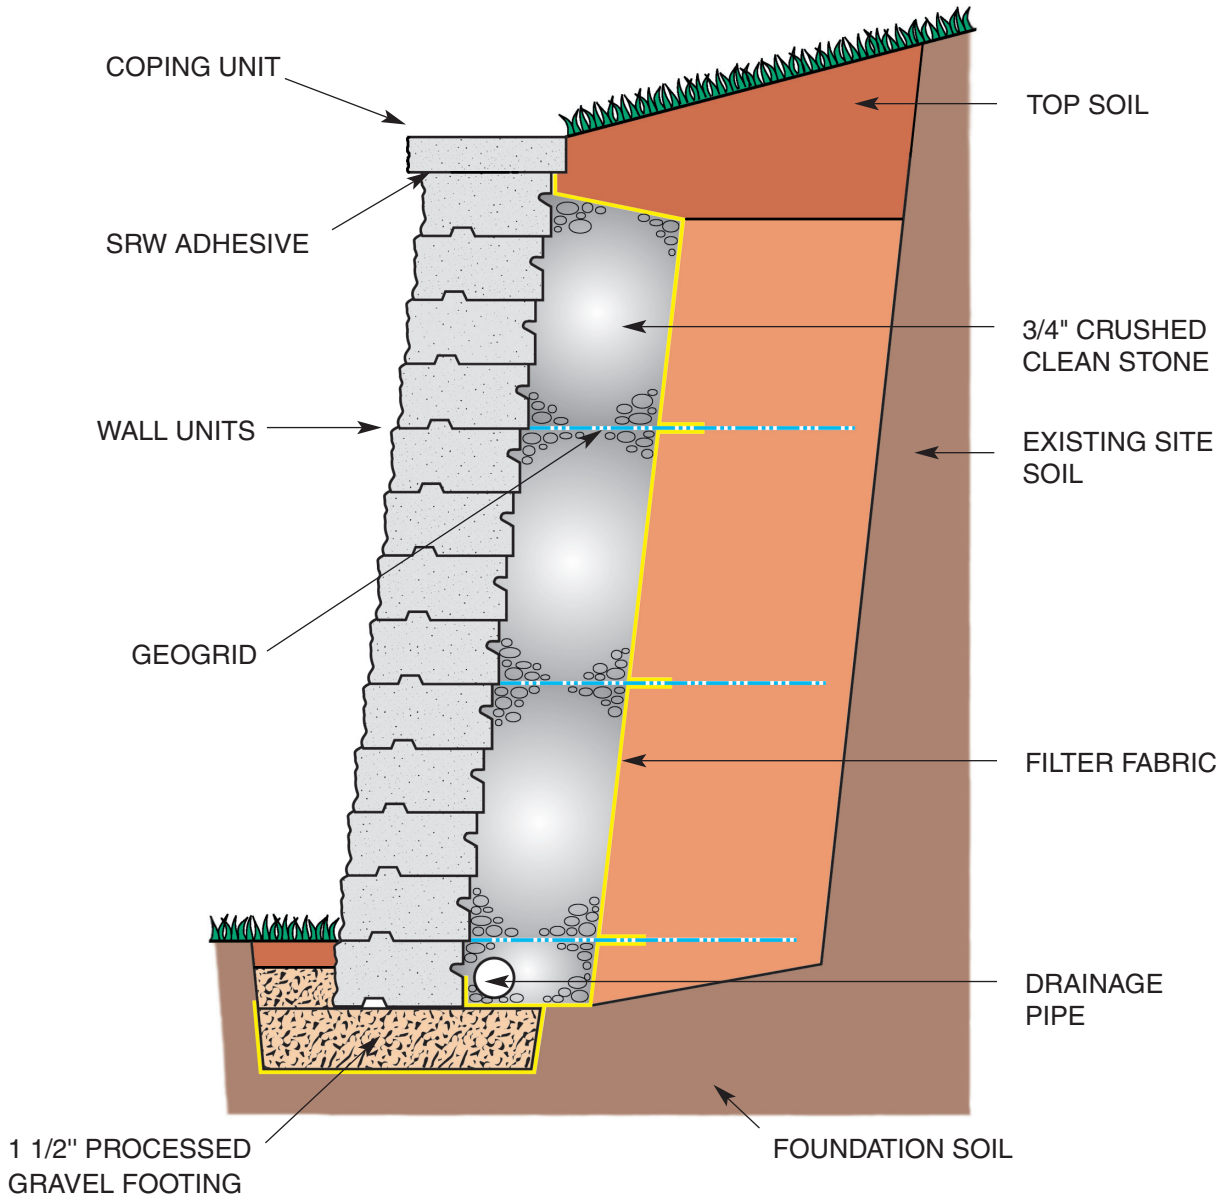 COPING UNIT
TOP SOIL
SRW ADHESIVE
3/4" CRUSHED
CLEAN STONE
WALL UNITS
EXISTING SITE
SOIL
GEOGRID
FILTER FABRIC
DRAINAGE
PIPE
1 1/2" PROCESSED
GRAVEL FOOTING
FOUNDATION SOIL